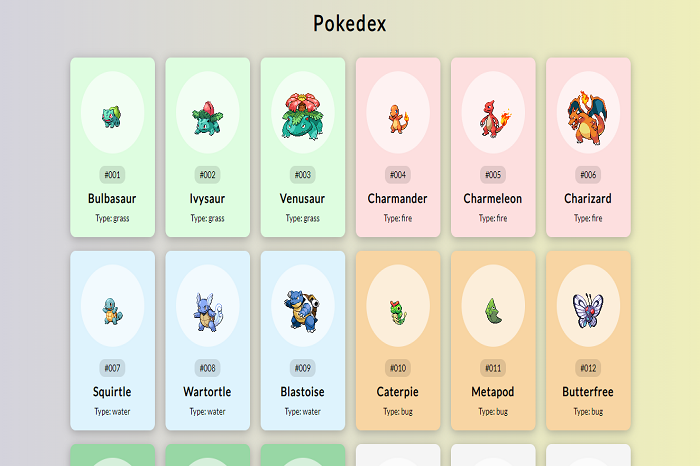 Pokedex
#001 #002 #003 #004 #005 #006
Bulbasaur Ivysaur Venusaur Charmander Charmeleon Charizard
Type: grass Type: grass Type: grass Type: fire Type: fire Type: fire
#007 #008 #009 #010 #011 #012
Squirtle Wartortle Blastoise Caterpie Metapod Butterfree
Type: water Type: water Type: water Type: bug Type: bug Type: bug